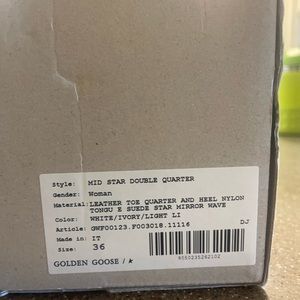 Style: MID STAR DOUBLE QUARTER
Gender: Woman
Material: LEATHER TOE QUARTER AND HEEL NYLON
TONGU E SUEDE STAR MIRROR WAVE
Color: WHITE/IVORY/LIGHT LI
Article: GWF00123.F003018.11116 DJ
Made in: IT
Size: 36
GOLDEN GOOSE / k
8050235262102